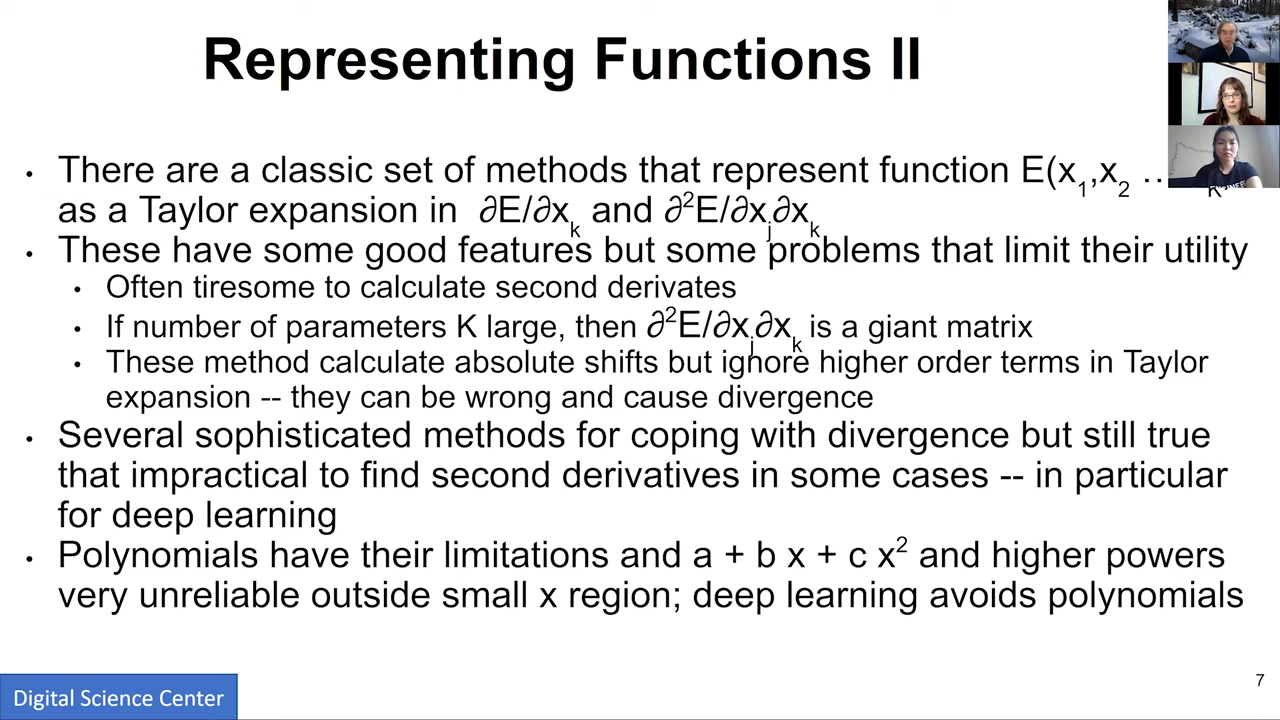 Representing Functions II
• There are a classic set of methods that represent function E(x₁,x₂ ..
K
as a Taylor expansion in ∂E/∂xₖ and ∂²E/∂xⱼ∂xₖ
• These have some good features but some problems that limit their utility
• Often tiresome to calculate second derivates
• If number of parameters K large, then ∂²E/∂xⱼ∂xₖ is a giant matrix
• These method calculate absolute shifts but ignore higher order terms in Taylor
expansion -- they can be wrong and cause divergence
• Several sophisticated methods for coping with divergence but still true
that impractical to find second derivatives in some cases -- in particular
for deep learning
• Polynomials have their limitations and a + b x + c x² and higher powers
very unreliable outside small x region; deep learning avoids polynomials
Digital Science Center
7